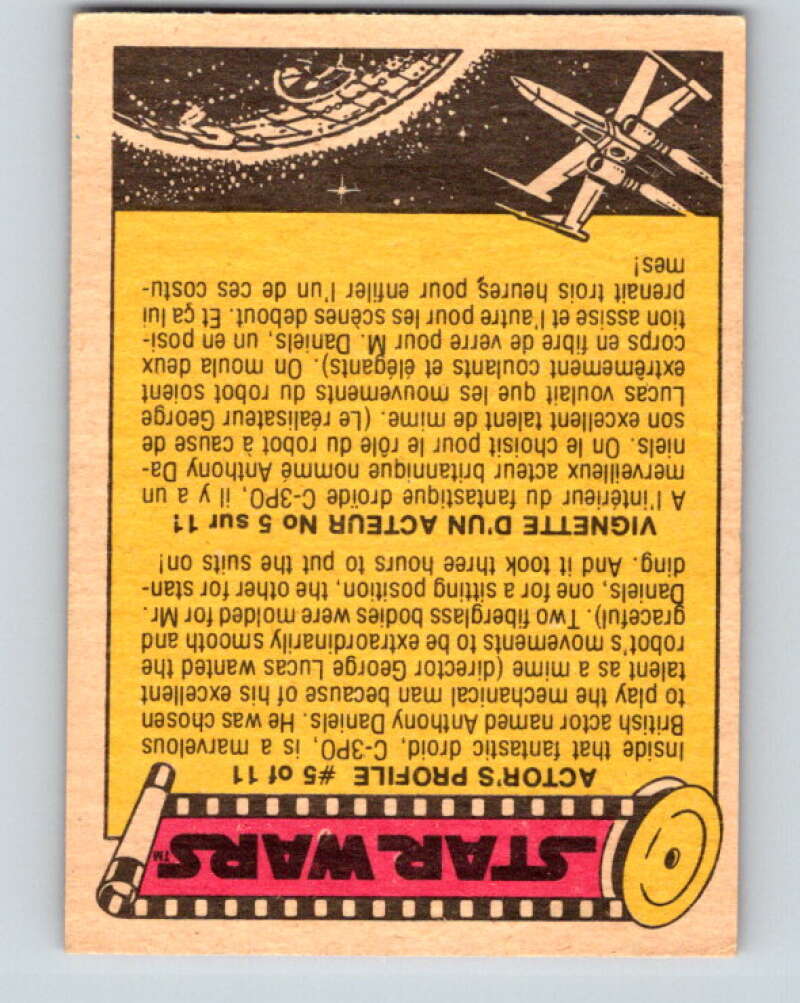 STAR WARS™
ACTOR'S PROFILE #5 of 11
Inside that fantastic droid, C-3PO, is a marvelous
British actor named Anthony Daniels. He was chosen
to play the mechanical man because of his excellent
talent as a mime (director George Lucas wanted the
robot's movements to be extraordinarily smooth and
graceful). Two fiberglass bodies were molded for Mr.
Daniels, one for a sitting position, the other for stan-
ding. And it took three hours to put the suits on!
VIGNETTE D'UN ACTEUR No 5 sur 11
A l'intérieur du fantastique droïde C-3PO, il y a un
merveilleux acteur britannique nommé Anthony Da-
niels. On le choisit pour le rôle du robot à cause de
son excellent talent de mime. (Le réalisateur George
Lucas voulait que les mouvements du robot soient
extrêmement coulants et élégants). On moula deux
corps en fibre de verre pour M. Daniels, un en posi-
tion assise et l'autre pour les scènes debout. Et ça lui
prenait trois heures pour enfiler l'un de ces costu-
mes!